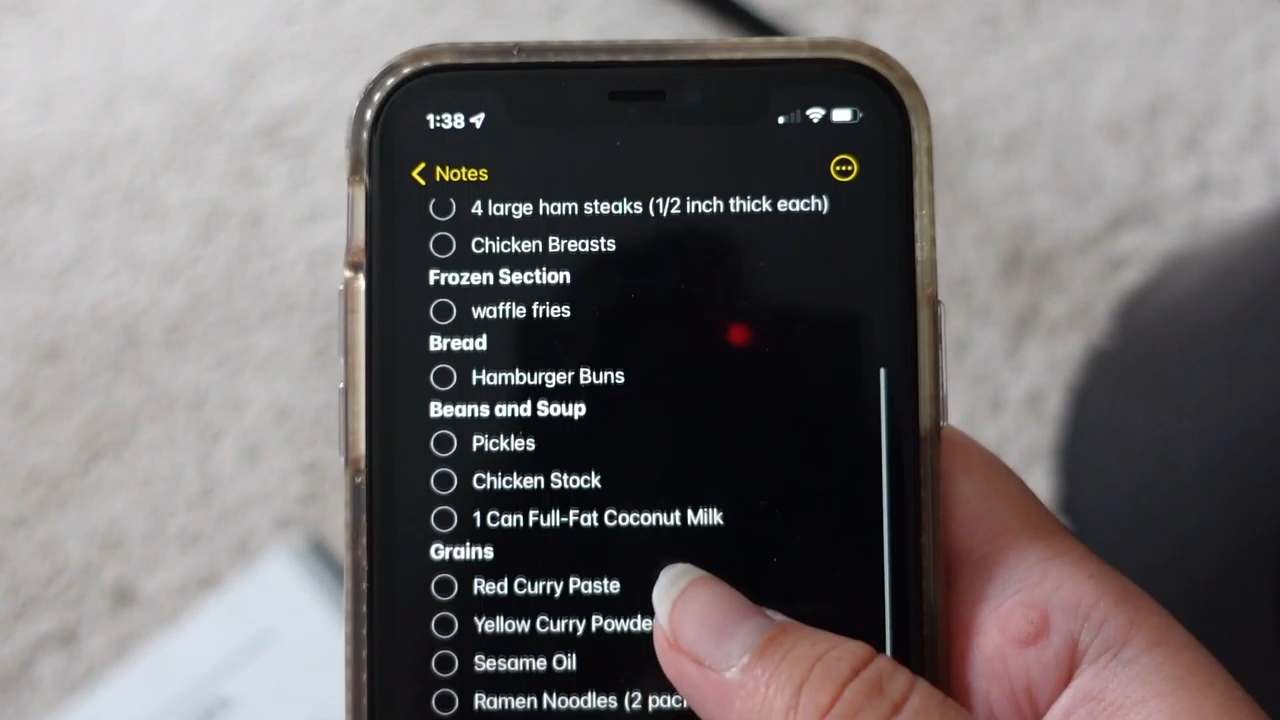 1:38
Notes
4 large ham steaks (1/2 inch thick each)
Chicken Breasts
Frozen Section
waffle fries
Bread
Hamburger Buns
Beans and Soup
Pickles
Chicken Stock
1 Can Full-Fat Coconut Milk
Grains
Red Curry Paste
Yellow Curry
Sesame Oil
Ramen Noodles (2